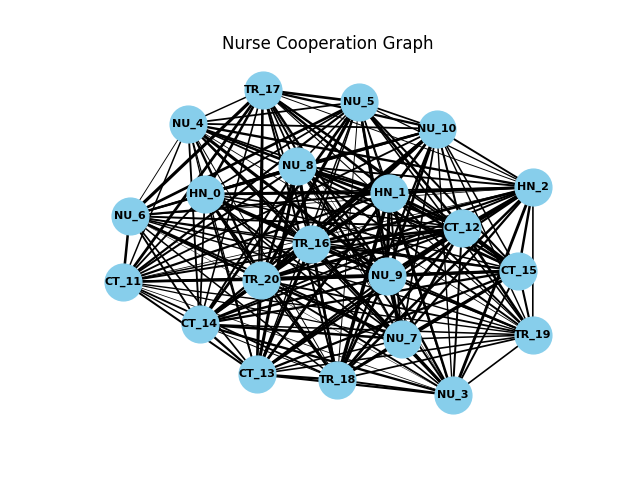 Nurse Cooperation Graph
TR_17
NU_5
NU_4
NU_10
NU_8
HN_0
HN_1
HN_2
NU_6
CT_12
TR_16
CT_15
NU_9
TR_20
CT_11
CT_14
TR_19
NU_7
CT_13
TR_18
NU_3